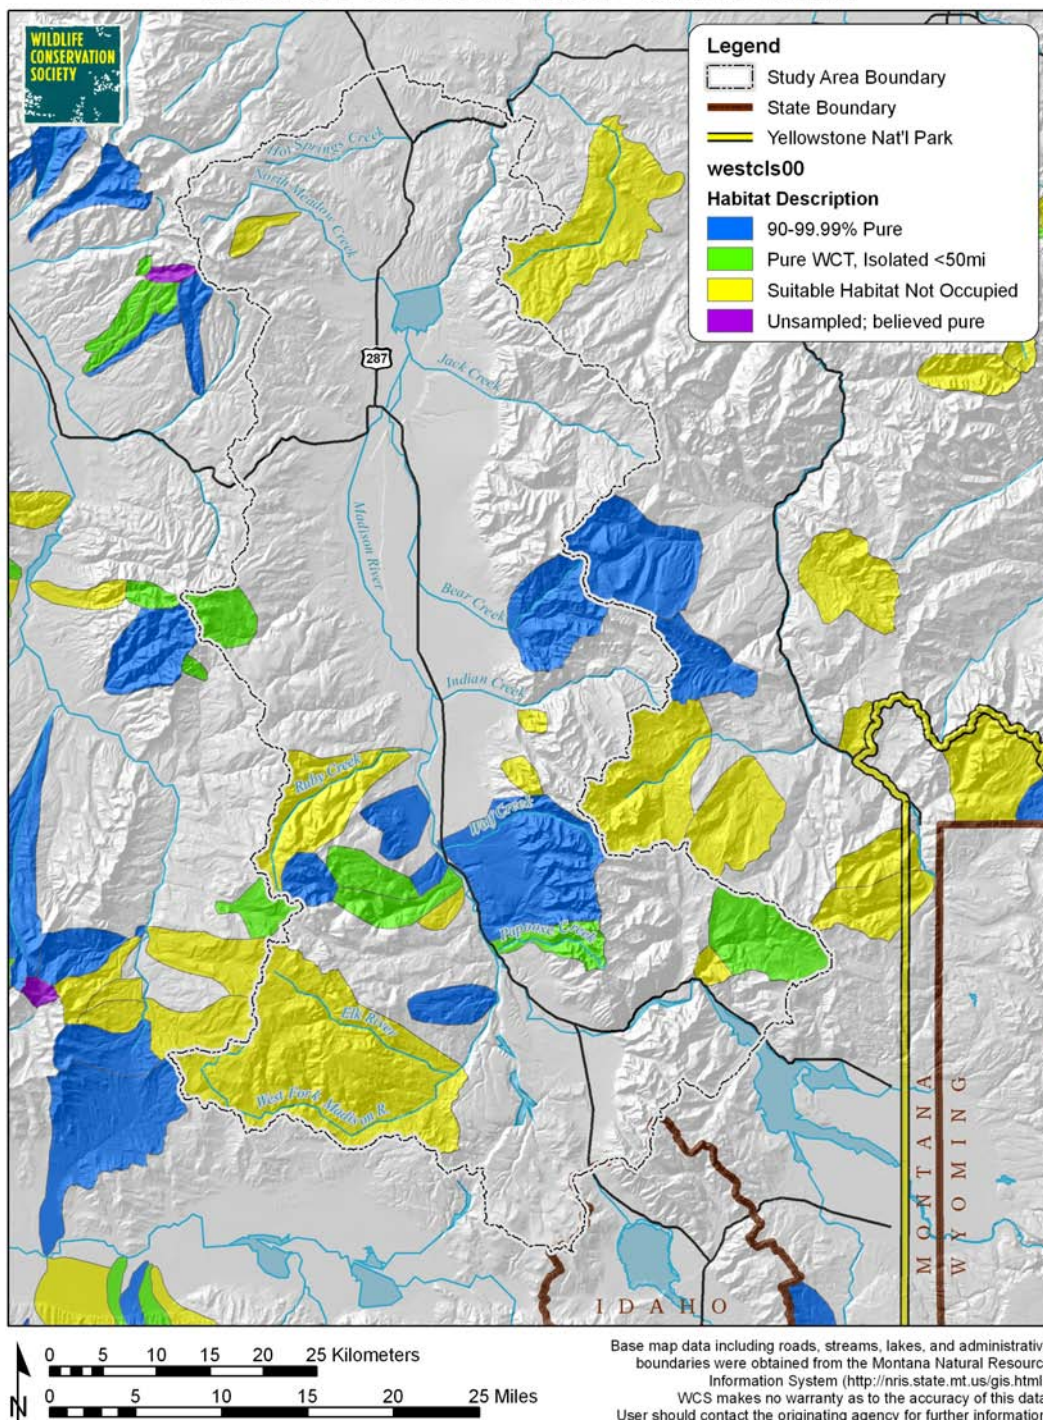 WILDLIFE
CONSERVATION
SOCIETY
Legend
Study Area Boundary
State Boundary
Yellowstone Nat'l Park
westcls00
Habitat Description
90-99.99% Pure
Pure WCT, Isolated <50mi
Suitable Habitat Not Occupied
Unsampled; believed pure
Hot Springs Creek
North Meadow Creek
287
Jack Creek
Madison River
Bear Creek
Indian Creek
Ruby Creek
Wolf Creek
Papoose Creek
Elk River
West Fork Madison R.
MONTANA
WYOMING
IDAHO
0 5 10 15 20 25 Kilometers
0 5 10 15 20 25 Miles
N
Base map data including roads, streams, lakes, and administrativ
boundaries were obtained from the Montana Natural Resourc
Information System (http://nris.state.mt.us/gis.html
WCS makes no warranty as to the accuracy of this data
User should contact the originating agency for further information